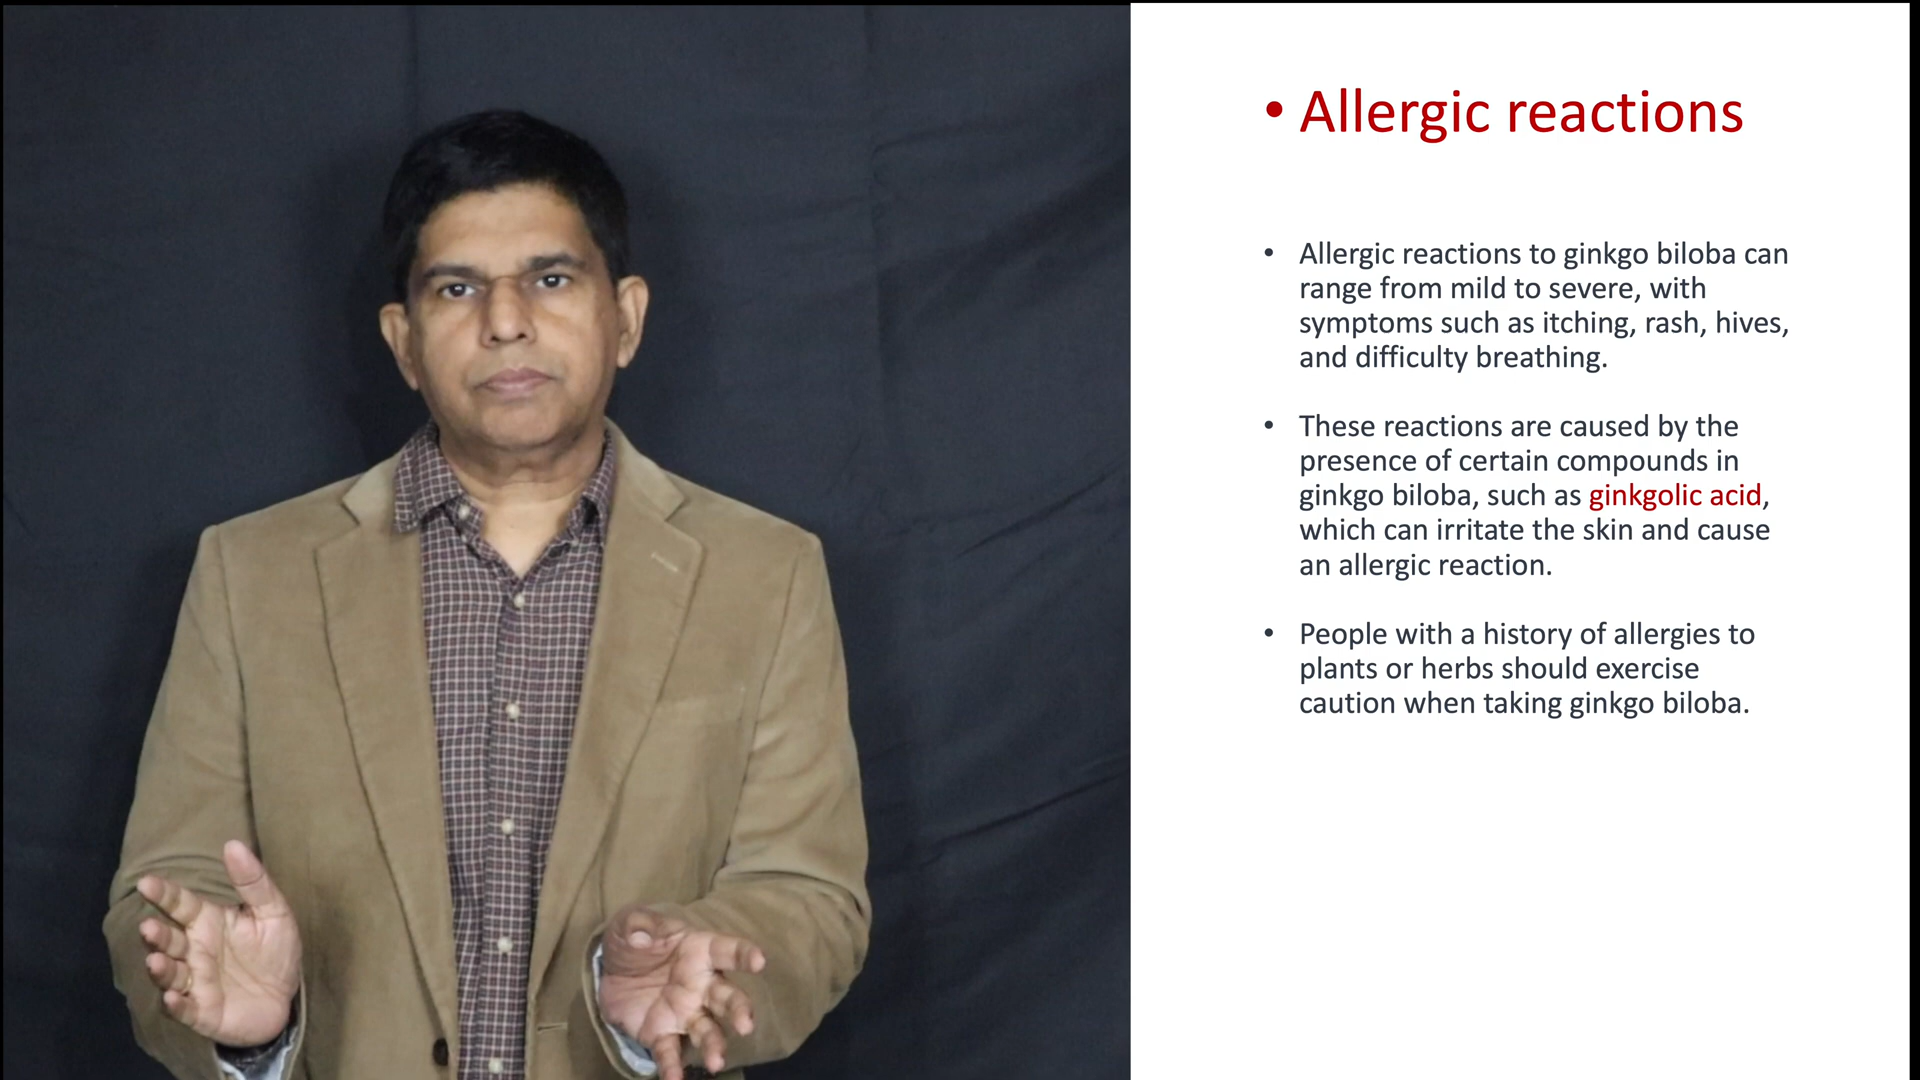 • Allergic reactions
• Allergic reactions to ginkgo biloba can
range from mild to severe, with
symptoms such as itching, rash, hives,
and difficulty breathing.
• These reactions are caused by the
presence of certain compounds in
ginkgo biloba, such as ginkgolic acid,
which can irritate the skin and cause
an allergic reaction.
• People with a history of allergies to
plants or herbs should exercise
caution when taking ginkgo biloba.